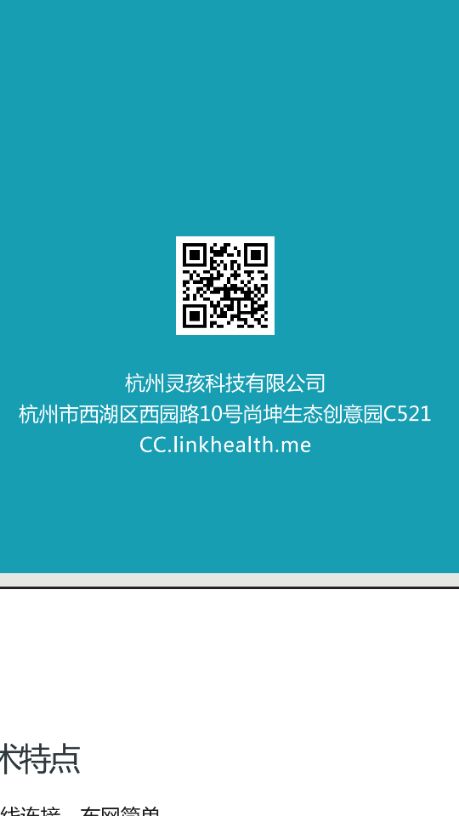 杭州灵孩科技有限公司
杭州市西湖区西园路10号尚坤生态创意园C521
CC.linkhealth.me
术特点
线连接，布网简单